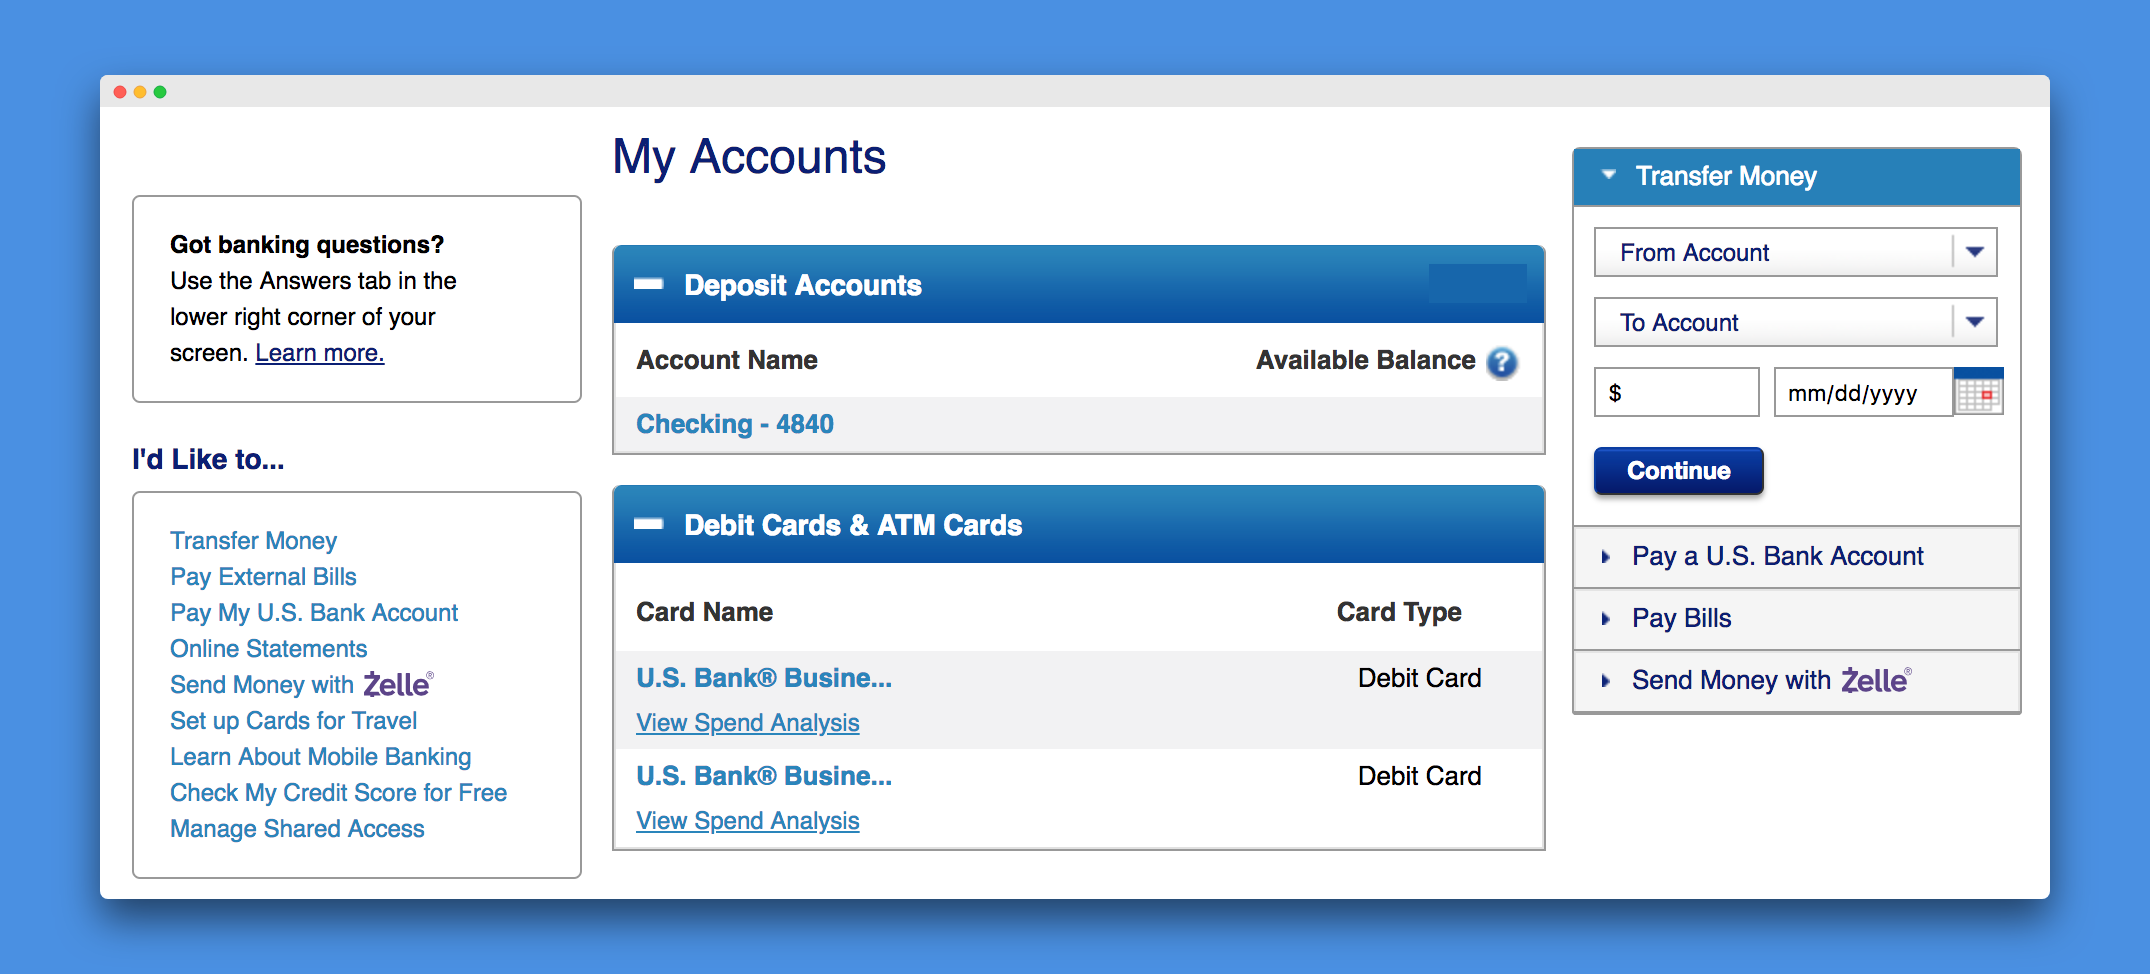 My Accounts
Got banking questions?
Use the Answers tab in the
lower right corner of your
screen. Learn more.
I'd Like to...
Transfer Money
Pay External Bills
Pay My U.S. Bank Account
Online Statements
Send Money with Zelle®
Set up Cards for Travel
Learn About Mobile Banking
Check My Credit Score for Free
Manage Shared Access
Deposit Accounts
Account Name Available Balance ?
Checking - 4840
Debit Cards & ATM Cards
Card Name Card Type
U.S. Bank® Busine... Debit Card
View Spend Analysis
U.S. Bank® Busine... Debit Card
View Spend Analysis
Transfer Money
From Account
To Account
$ mm/dd/yyyy
Continue
Pay a U.S. Bank Account
Pay Bills
Send Money with Zelle®